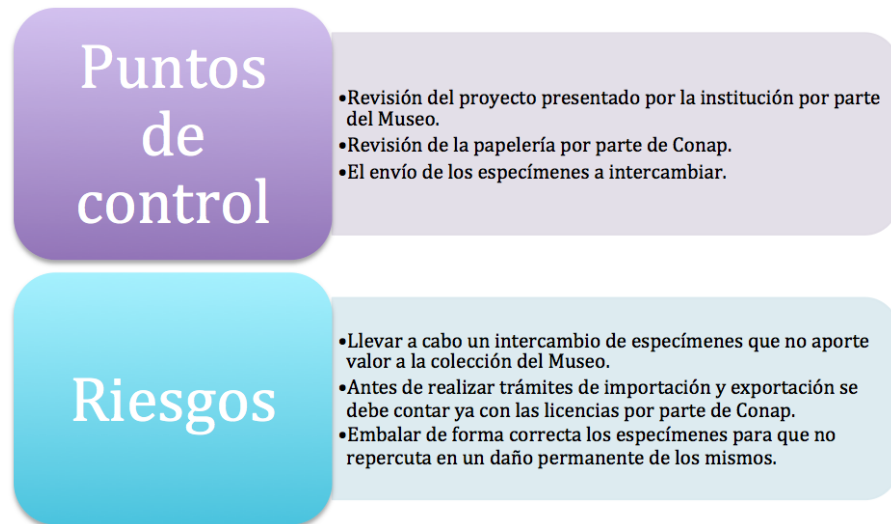 Puntos
de
control
•Revisión del proyecto presentado por la institución por parte
del Museo.
•Revisión de la papelería por parte de Conap.
•El envío de los especímenes a intercambiar.
Riesgos
•Llevar a cabo un intercambio de especímenes que no aporte
valor a la colección del Museo.
•Antes de realizar trámites de importación y exportación se
debe contar ya con las licencias por parte de Conap.
•Embalar de forma correcta los especímenes para que no
repercuta en un daño permanente de los mismos.